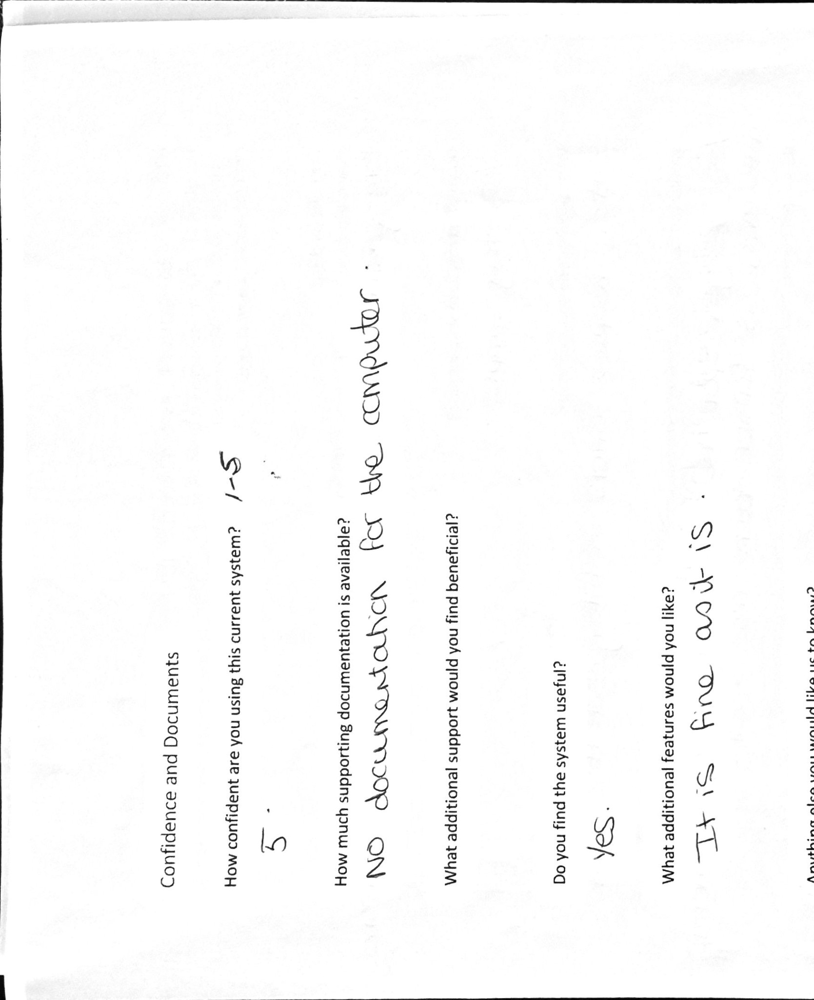 Confidence and Documents
How confident are you using this current system? 1-5
5.
How much supporting documentation is available?
No documentation for the computer.
What additional support would you find beneficial?
Do you find the system useful?
Yes.
What additional features would you like?
It is fine as it is.
Anything else you would like us to know?